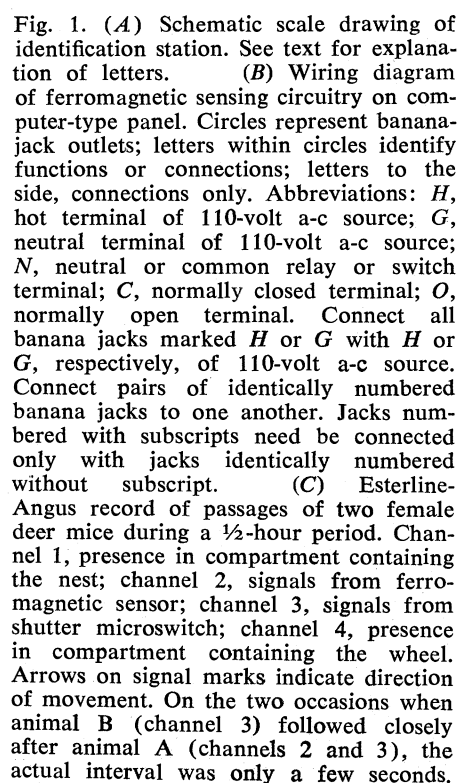 Fig. 1. (A) Schematic scale drawing of
identification station. See text for explana-
tion of letters. (B) Wiring diagram
of ferromagnetic sensing circuitry on com-
puter-type panel. Circles represent banana-
jack outlets; letters within circles identify
functions or connections; letters to the
side, connections only. Abbreviations: H,
hot terminal of 110-volt a-c source; G,
neutral terminal of 110-volt a-c source;
N, neutral or common relay or switch
terminal; C, normally closed terminal; O,
normally open terminal. Connect all
banana jacks marked H or G with H or
G, respectively, of 110-volt a-c source.
Connect pairs of identically numbered
banana jacks to one another. Jacks num-
bered with subscripts need be connected
only with jacks identically numbered
without subscript. (C) Esterline-
Angus record of passages of two female
deer mice during a ½-hour period. Chan-
nel 1, presence in compartment containing
the nest; channel 2, signals from ferro-
magnetic sensor; channel 3, signals from
shutter microswitch; channel 4, presence
in compartment containing the wheel.
Arrows on signal marks indicate direction
of movement. On the two occasions when
animal B (channel 3) followed closely
after animal A (channels 2 and 3), the
actual interval was only a few seconds.